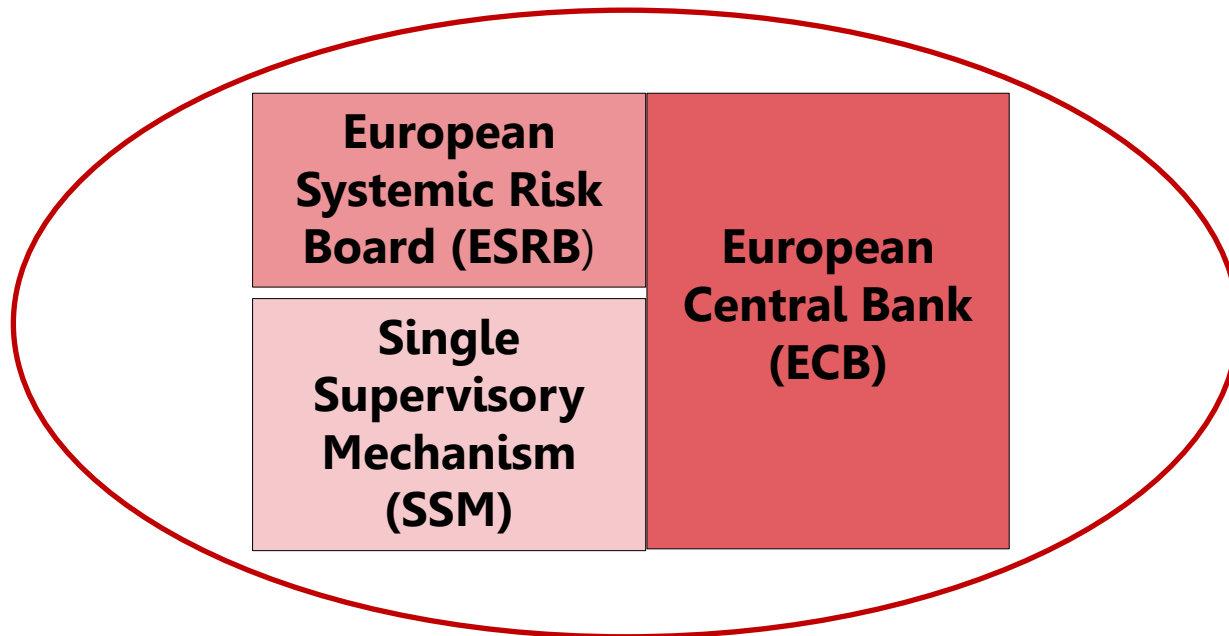 European
Systemic Risk
Board (ESRB)
Single
Supervisory
Mechanism
(SSM)
European
Central Bank
(ECB)